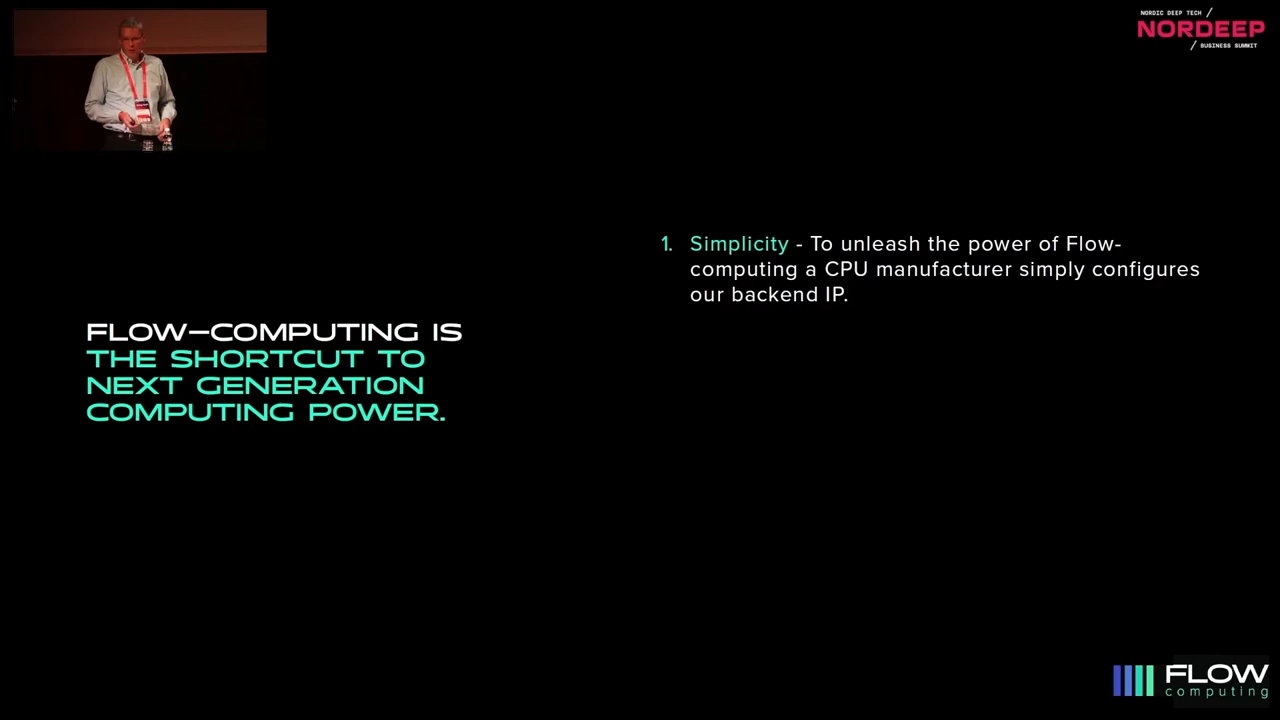 NORDIC DEEP TECH /
NORDEEP
/ BUSINESS SUMMIT
1. Simplicity - To unleash the power of Flow-
computing a CPU manufacturer simply configures
our backend IP.
FLOW-COMPUTING IS
THE SHORTCUT TO
NEXT GENERATION
COMPUTING POWER.
FLOW
computing